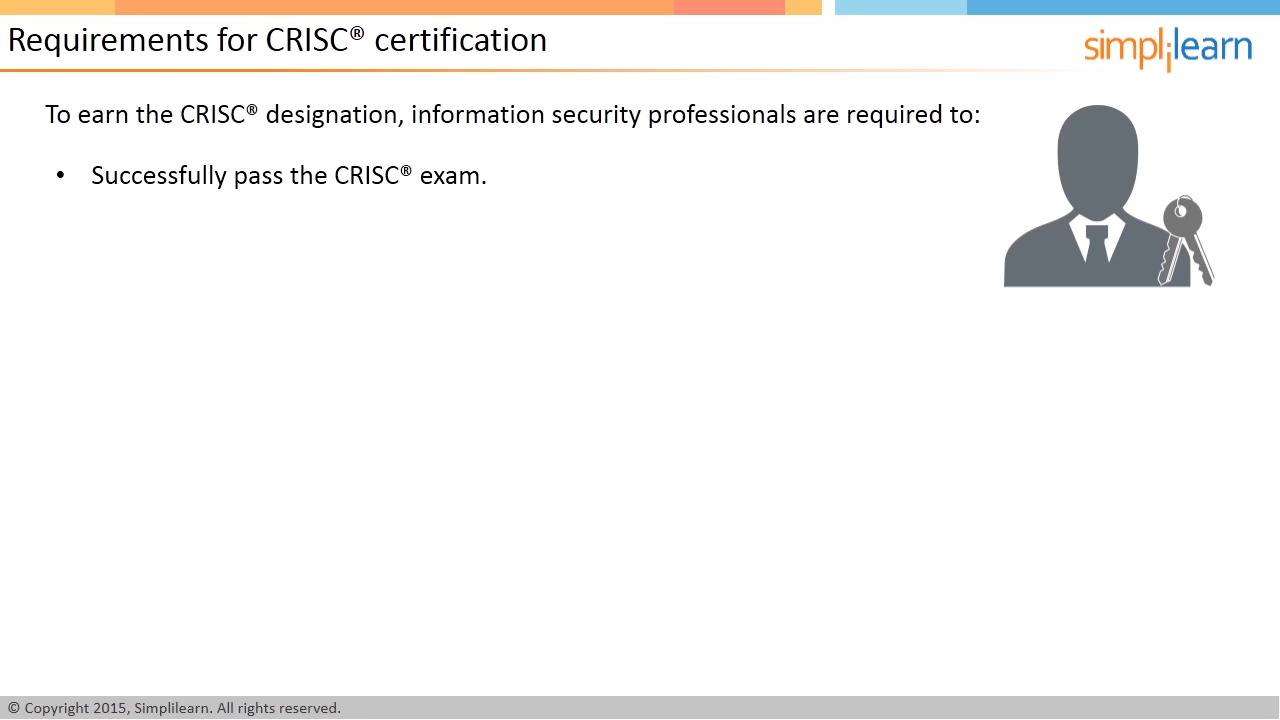 Requirements for CRISC® certification
simplilearn
To earn the CRISC® designation, information security professionals are required to:
• Successfully pass the CRISC® exam.
© Copyright 2015, Simplilearn. All rights reserved.